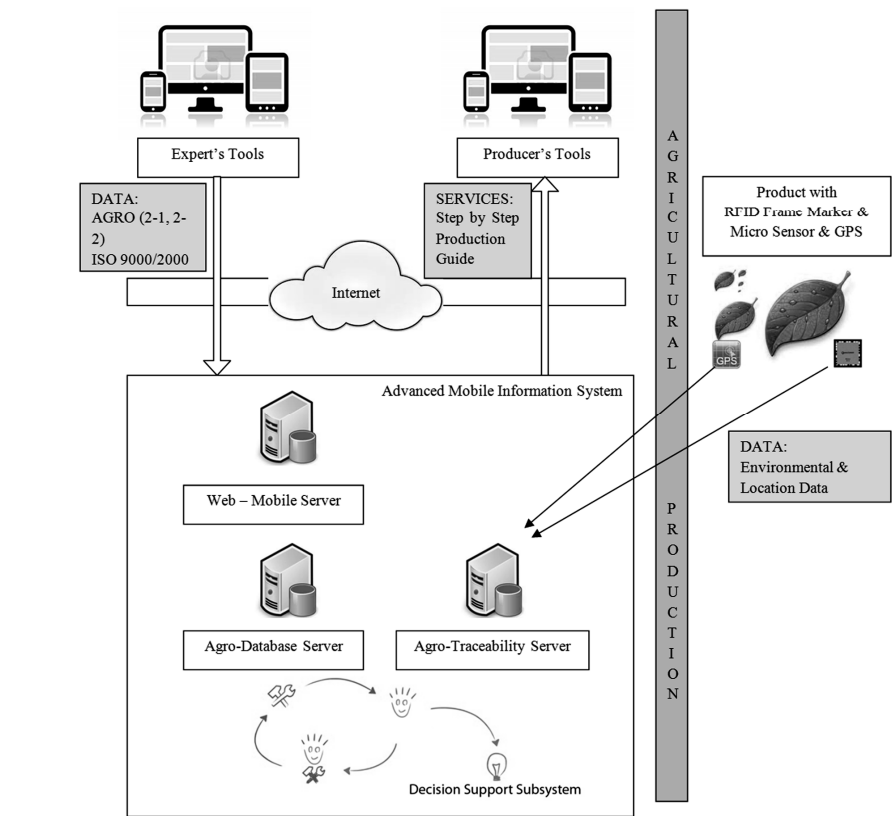 Expert's Tools
Producer's Tools
DATA:
AGRO (2-1, 2-
2)
ISO 9000/2000
SERVICES:
Step by Step
Production
Guide
Internet
Advanced Mobile Information System
Web – Mobile Server
Agro-Database Server
Agro-Traceability Server
Decision Support Subsystem
A
G
R
I
C
U
L
T
U
R
A
L
P
R
O
D
U
C
T
I
O
N
Product with
RFID Frame Marker &
Micro Sensor & GPS
GPS
DATA:
Environmental &
Location Data